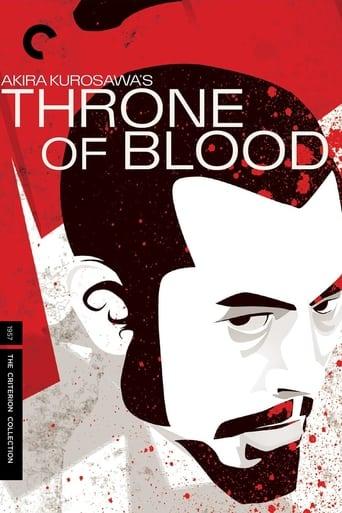 AKIRA KUROSAWA'S
THRONE
OF BLOOD
1957
THE CRITERION COLLECTION